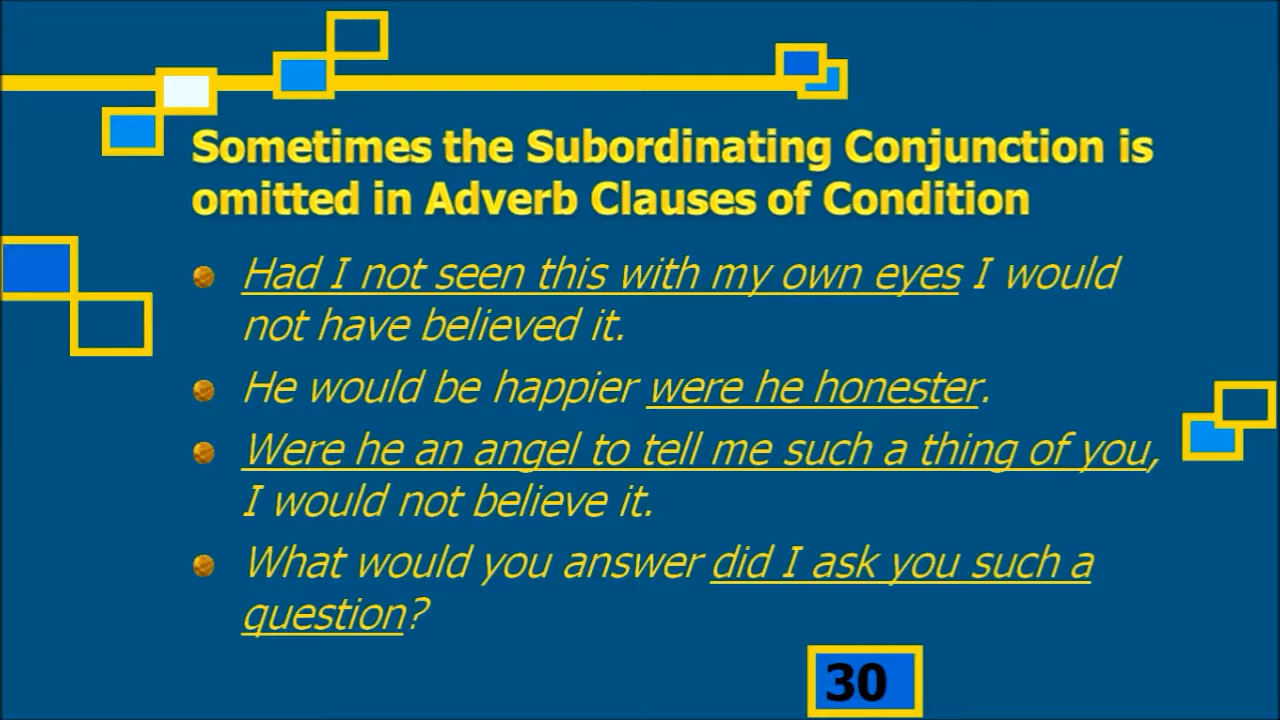 Sometimes the Subordinating Conjunction is
omitted in Adverb Clauses of Condition
Had I not seen this with my own eyes I would
not have believed it.
He would be happier were he honester.
Were he an angel to tell me such a thing of you,
I would not believe it.
What would you answer did I ask you such a
question?
30